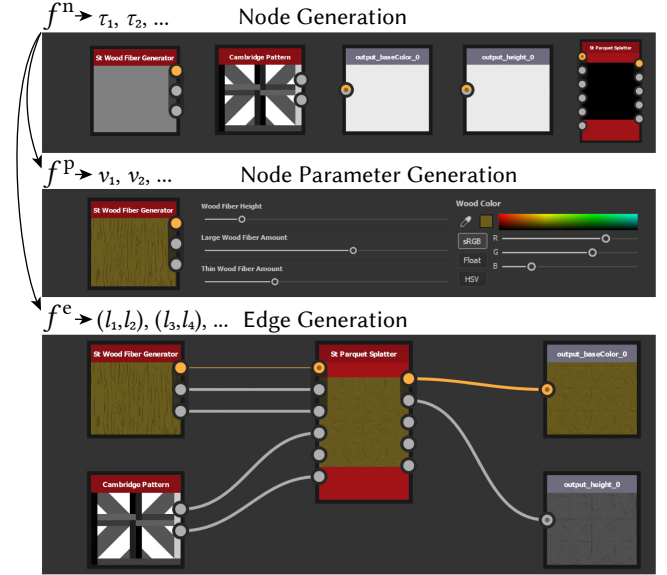 fⁿ → τ₁, τ₂, ... Node Generation
St Wood Fiber Generator
Cambridge Pattern
output_baseColor_0
output_height_0
St Parquet Splatter
fᵖ → ν₁, ν₂, ... Node Parameter Generation
St Wood Fiber Generator
Wood Fiber Height
Large Wood Fiber Amount
Thin Wood Fiber Amount
Wood Color
sRGB
Float
HSV
R
G
B
fᵉ → (l₁,l₂), (l₃,l₄), ... Edge Generation
St Wood Fiber Generator
St Parquet Splatter
output_baseColor_0
Cambridge Pattern
output_height_0